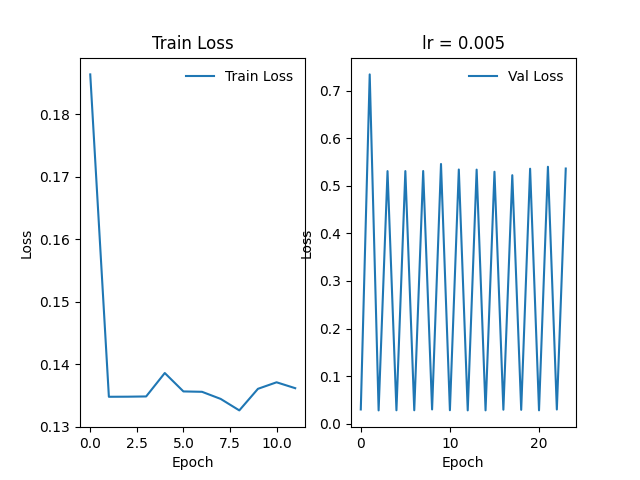 Train Loss
Train Loss
0.18
0.17
0.16
0.15
0.14
0.13
Loss
0.0 2.5 5.0 7.5 10.0
Epoch
lr = 0.005
Val Loss
0.7
0.6
0.5
0.4
0.3
0.2
0.1
0.0
Loss
0 10 20
Epoch